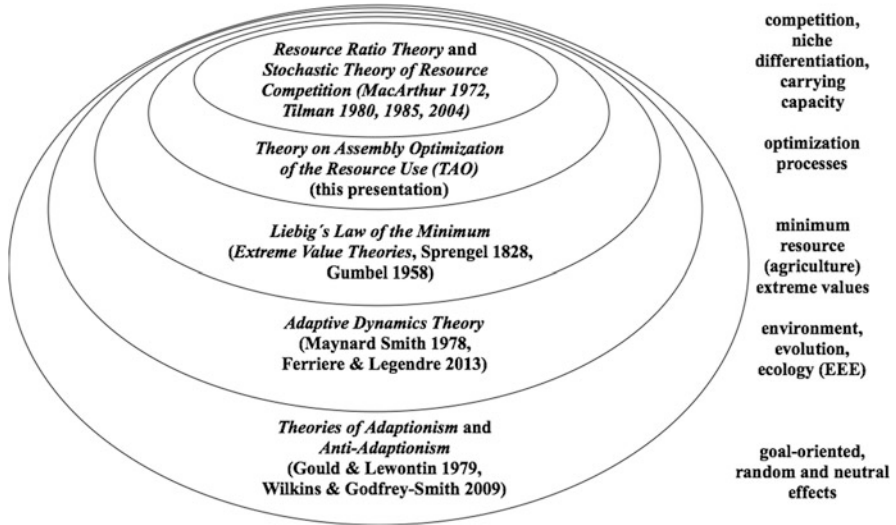 Resource Ratio Theory and
Stochastic Theory of Resource
Competition (MacArthur 1972,
Tilman 1980, 1985, 2004)
competition,
niche
differentiation,
carrying
capacity
Theory on Assembly Optimization
of the Resource Use (TAO)
(this presentation)
optimization
processes
Liebig´s Law of the Minimum
(Extreme Value Theories, Sprengel 1828,
Gumbel 1958)
minimum
resource
(agriculture)
extreme values
Adaptive Dynamics Theory
(Maynard Smith 1978,
Ferriere & Legendre 2013)
environment,
evolution,
ecology (EEE)
Theories of Adaptionism and
Anti-Adaptionism
(Gould & Lewontin 1979,
Wilkins & Godfrey-Smith 2009)
goal-oriented,
random and neutral
effects